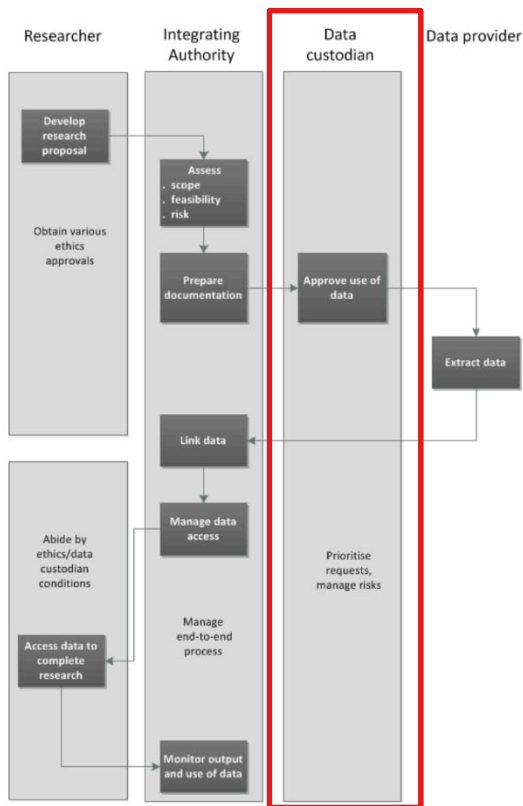 Researcher
Integrating
Authority
Data
custodian
Data provider
Develop
research
proposal
Assess
. scope
. feasibility
. risk
Obtain various
ethics
approvals
Prepare
documentation
Approve use of
data
Extract data
Link data
Manage data
access
Abide by
ethics/data
custodian
conditions
Prioritise
requests,
manage risks
Manage
end-to-end
process
Access data to
complete
research
Monitor output
and use of data